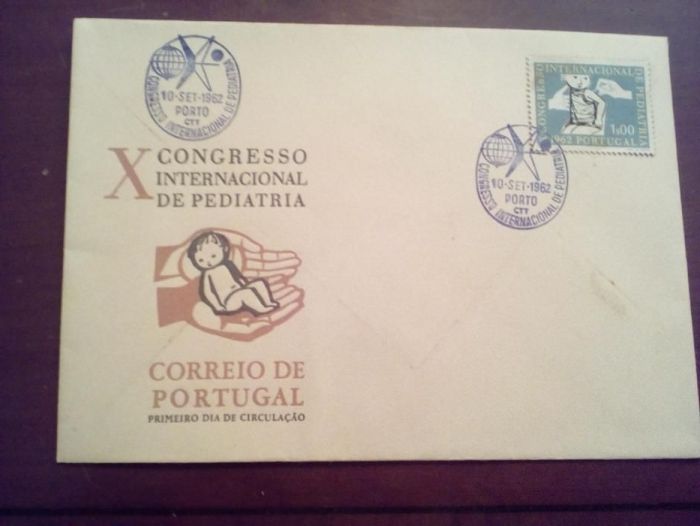 CONGRESSO INTERNACIONAL DE PEDIATRIA
10-SET-1962
PORTO
CTT
X CONGRESSO
INTERNACIONAL
DE PEDIATRIA
CORREIO DE
PORTUGAL
PRIMEIRO DIA DE CIRCULAÇÃO
X CONGRESSO INTERNACIONAL DE PEDIATRIA
1$00
1962 PORTUGAL
CONGRESSO INTERNACIONAL DE PEDIATRIA
10-SET-1962
PORTO
CTT